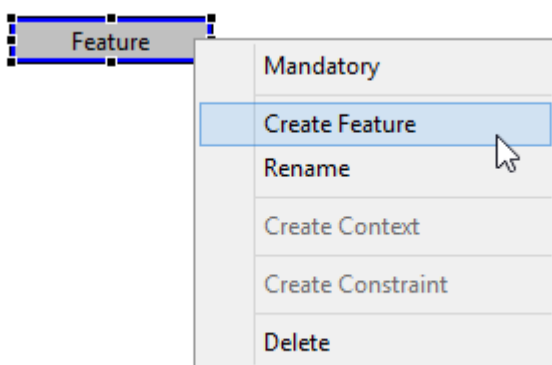 Feature
Mandatory
Create Feature
Rename
Create Context
Create Constraint
Delete